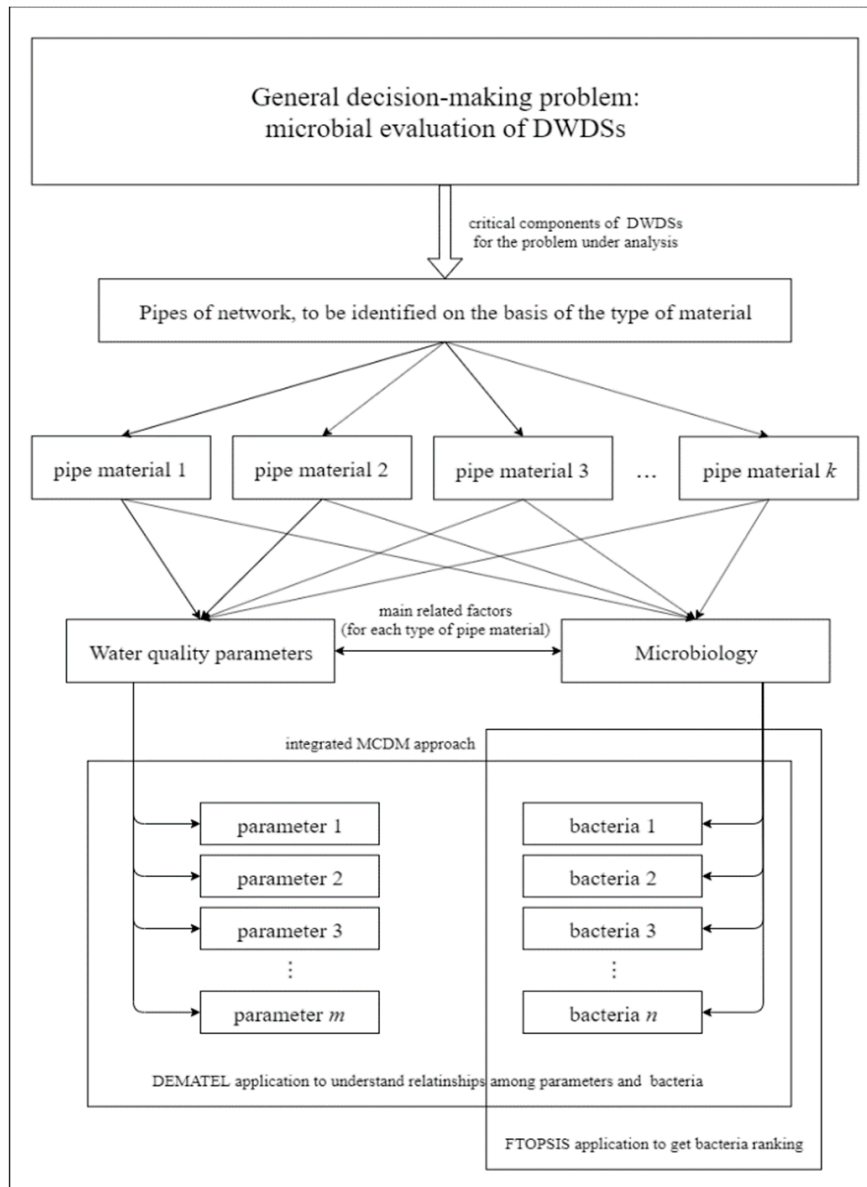 General decision-making problem:
microbial evaluation of DWDSs
critical components of DWDSs
for the problem under analysis
Pipes of network, to be identified on the basis of the type of material
pipe material 1
pipe material 2
pipe material 3
...
pipe material k
main related factors
(for each type of pipe material)
Water quality parameters
Microbiology
integrated MCDM approach
parameter 1
bacteria 1
parameter 2
bacteria 2
parameter 3
bacteria 3
⋮
⋮
parameter m
bacteria n
DEMATEL application to understand relatinships among parameters and bacteria
FTOPSIS application to get bacteria ranking